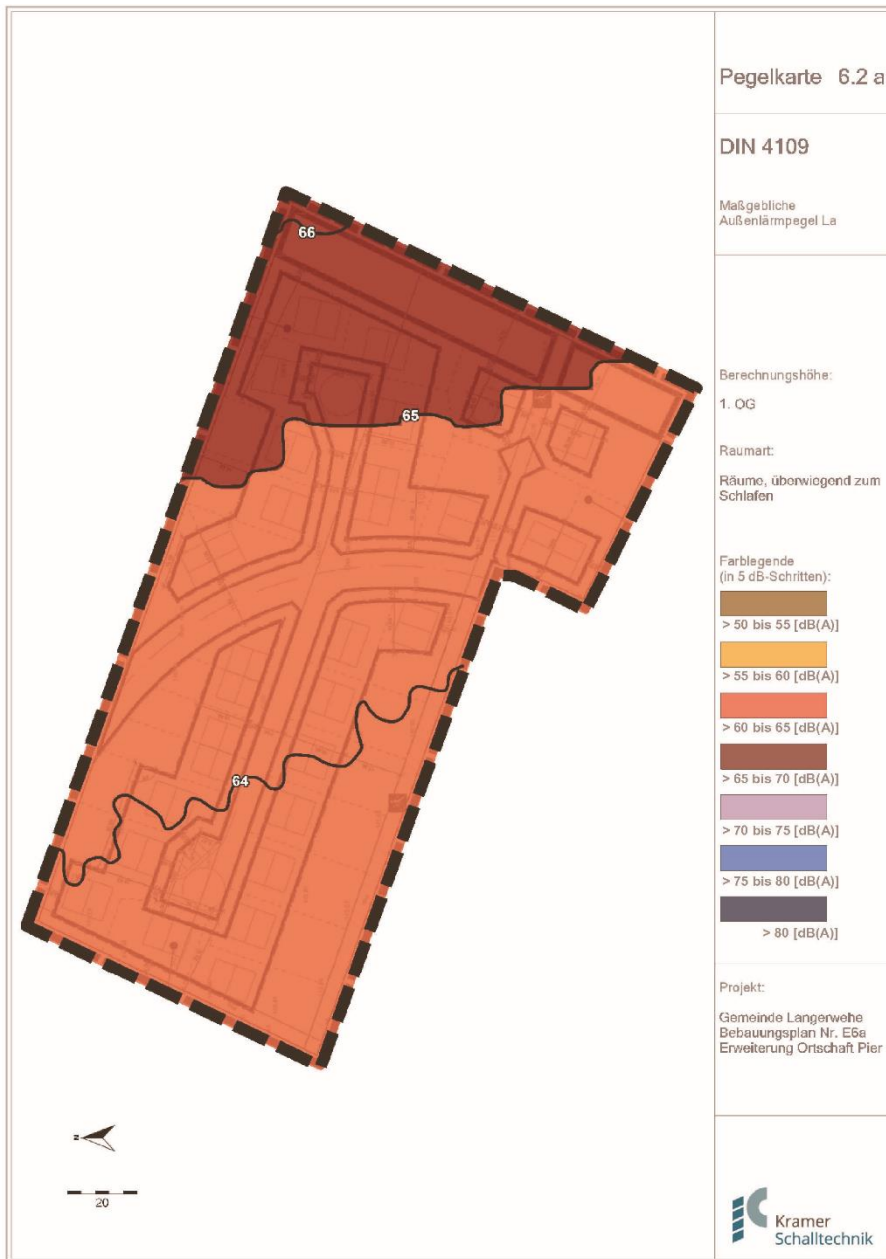 Pegelkarte 6.2 a
DIN 4109
Maßgebliche
Außenlärmpegel La
Berechnungshöhe:
1. OG
Raumart:
Räume, überwiegend zum
Schlafen
Farblegende
(in 5 dB-Schritten):
> 50 bis 55 [dB(A)]
> 55 bis 60 [dB(A)]
> 60 bis 65 [dB(A)]
> 65 bis 70 [dB(A)]
> 70 bis 75 [dB(A)]
> 75 bis 80 [dB(A)]
> 80 [dB(A)]
Projekt:
Gemeinde Langerwehe
Bebauungsplan Nr. E6a
Erweiterung Ortschaft Pier
Kramer
Schalltechnik
66
65
64
N
20